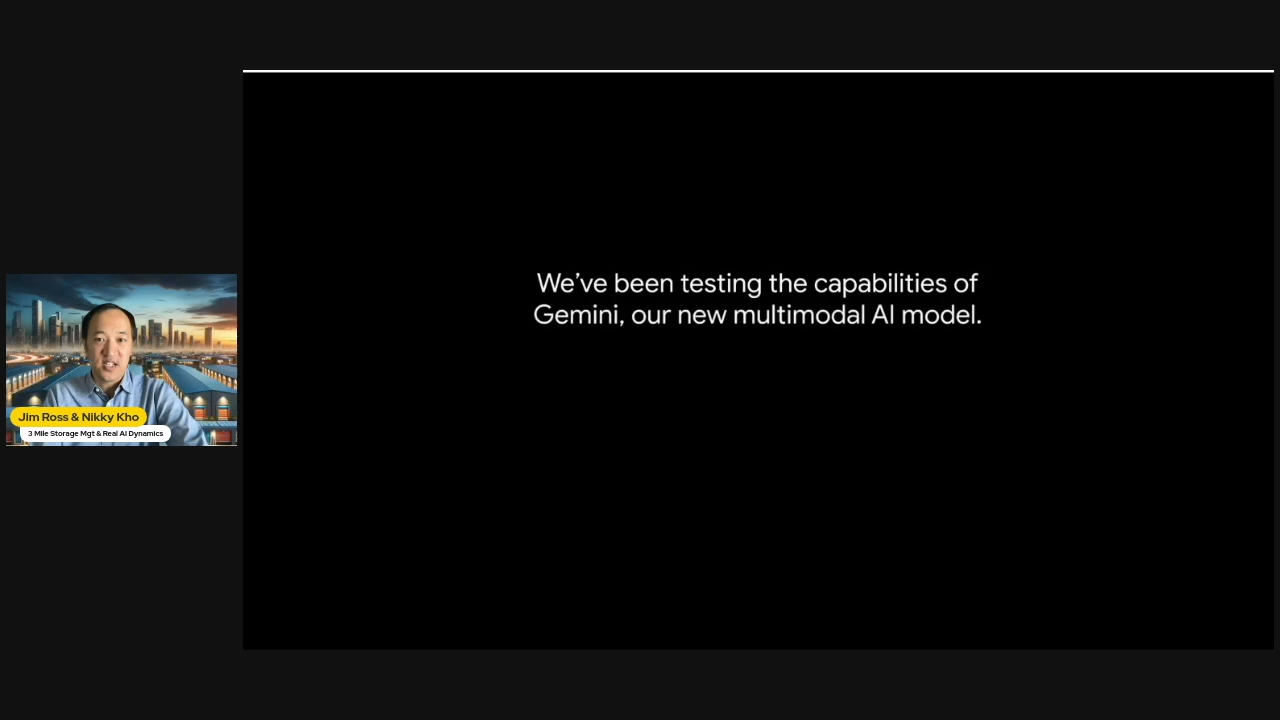 We've been testing the capabilities of
Gemini, our new multimodal AI model.
Jim Ross & Nikky Kho
3 Mile Storage Mgt & Real AI Dynamics